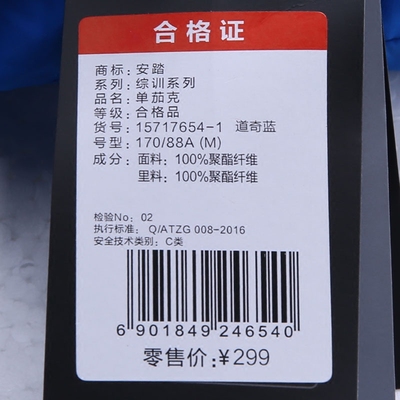 合格证
商标: 安踏
系列: 综训系列
品名: 单茄克
等级: 合格品
货号: 15717654-1 道奇蓝
号型: 170/88A (M)
成分: 面料: 100%聚酯纤维
里料: 100%聚酯纤维
检验No: 02
执行标准: Q/ATZG 008-2016
安全技术类别: C类
6 901849 246540
零售价: ¥299